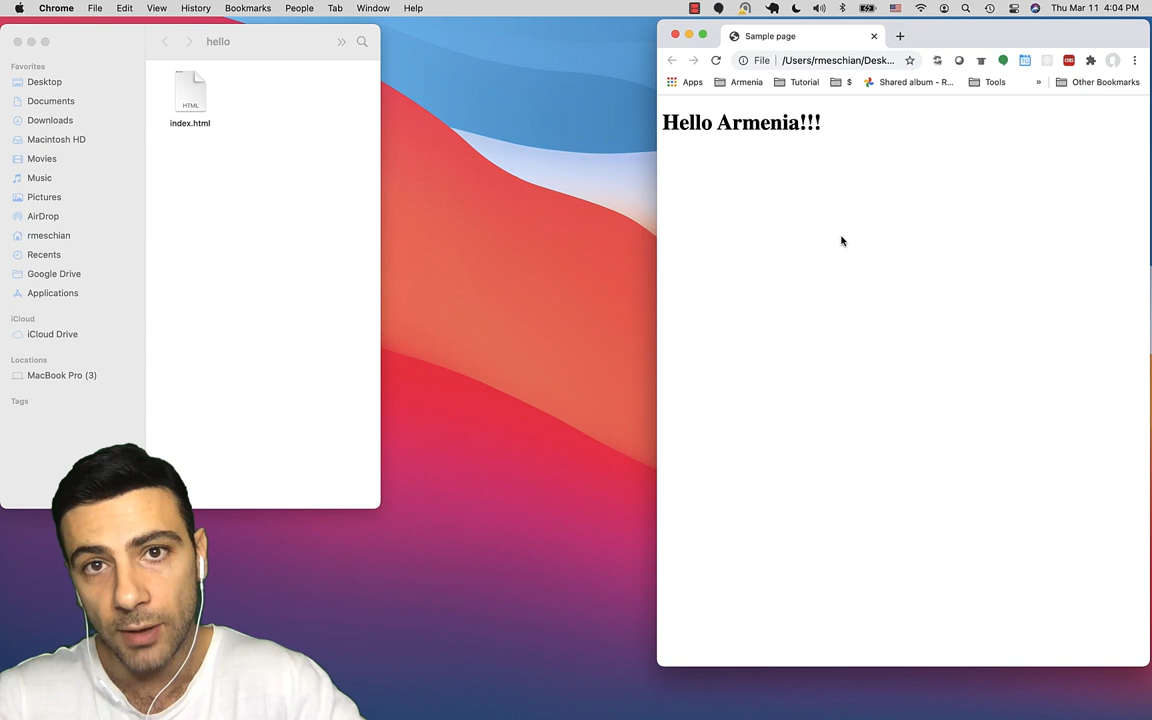 Chrome File Edit View History Bookmarks People Tab Window Help Thu Mar 11 4:04 PM
hello
Favorites
Desktop
Documents
Downloads
Macintosh HD
Movies
Music
Pictures
AirDrop
rmeschian
Recents
Google Drive
Applications
iCloud
iCloud Drive
Locations
MacBook Pro (3)
Tags
HTML
index.html
Sample page
File /Users/rmeschian/Desk...
Apps Armenia Tutorial $ Shared album - R... Tools » Other Bookmarks
Hello Armenia!!!